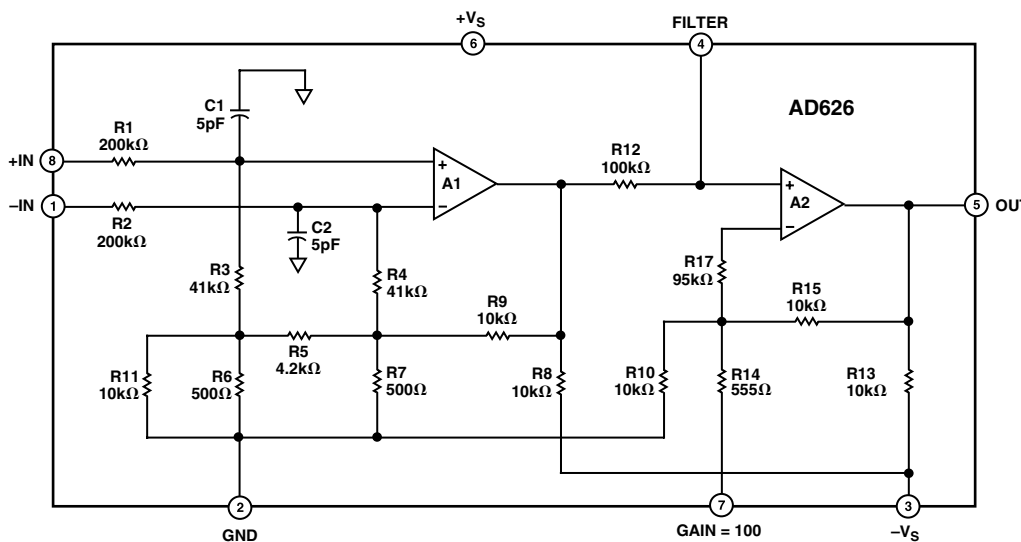 +VS
6
FILTER
4
AD626
C1
5pF
R1
200kΩ
+IN
8
R12
100kΩ
+
A1
−
+
A2
−
−IN
1
5
OUT
R2
200kΩ
C2
5pF
R17
95kΩ
R3
41kΩ
R4
41kΩ
R9
10kΩ
R15
10kΩ
R5
4.2kΩ
R11
10kΩ
R6
500Ω
R7
500Ω
R8
10kΩ
R10
10kΩ
R14
555Ω
R13
10kΩ
2
GND
7
GAIN = 100
3
−VS